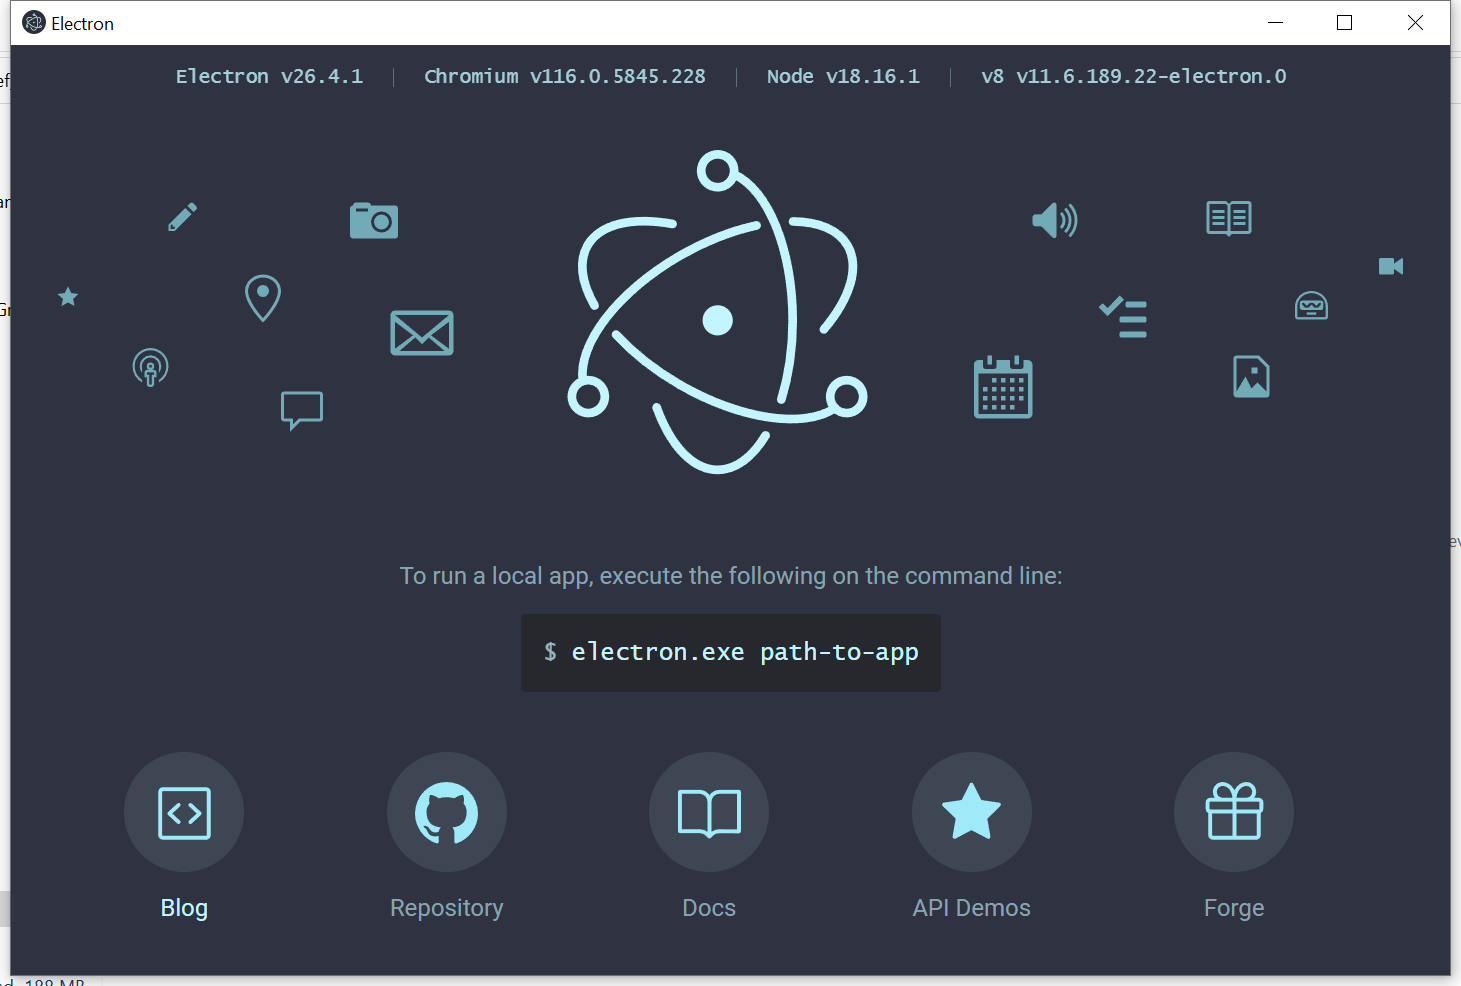 Electron
Electron v26.4.1 | Chromium v116.0.5845.228 | Node v18.16.1 | v8 v11.6.189.22-electron.0
To run a local app, execute the following on the command line:
$ electron.exe path-to-app
Blog Repository Docs API Demos Forge
188 MB